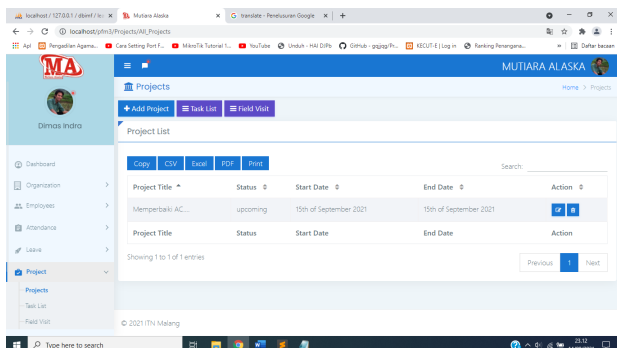 localhost / 127.0.0.1 / dbimf / le
Mutiara Alaska
translate - Penelusuran Google
localhost/pfm3/Projects/All_Projects
Apl
Pengadilan Agama...
Cara Setting Port F...
MikroTik Tutorial 1...
YouTube
Unduh - HAI DJPb
GitHub
KECUT-E | Log in
Ranking Penangana...
Daftar bacaan
MA
MUTIARA ALASKA
Projects
Home > Projects
Dimas Indra
+ Add Project
Task List
Field Visit
Project List
Dashboard
Organization
Employees
Attendance
Leave
Project
Projects
Task List
Field Visit
Copy CSV Excel PDF Print
Search:
Project Title Status Start Date End Date Action
Memperbaiki AC.... upcoming 15th of September 2021 15th of September 2021
Project Title Status Start Date End Date Action
Showing 1 to 1 of 1 entries
Previous 1 Next
© 2021 ITN Malang
Type here to search
23.12